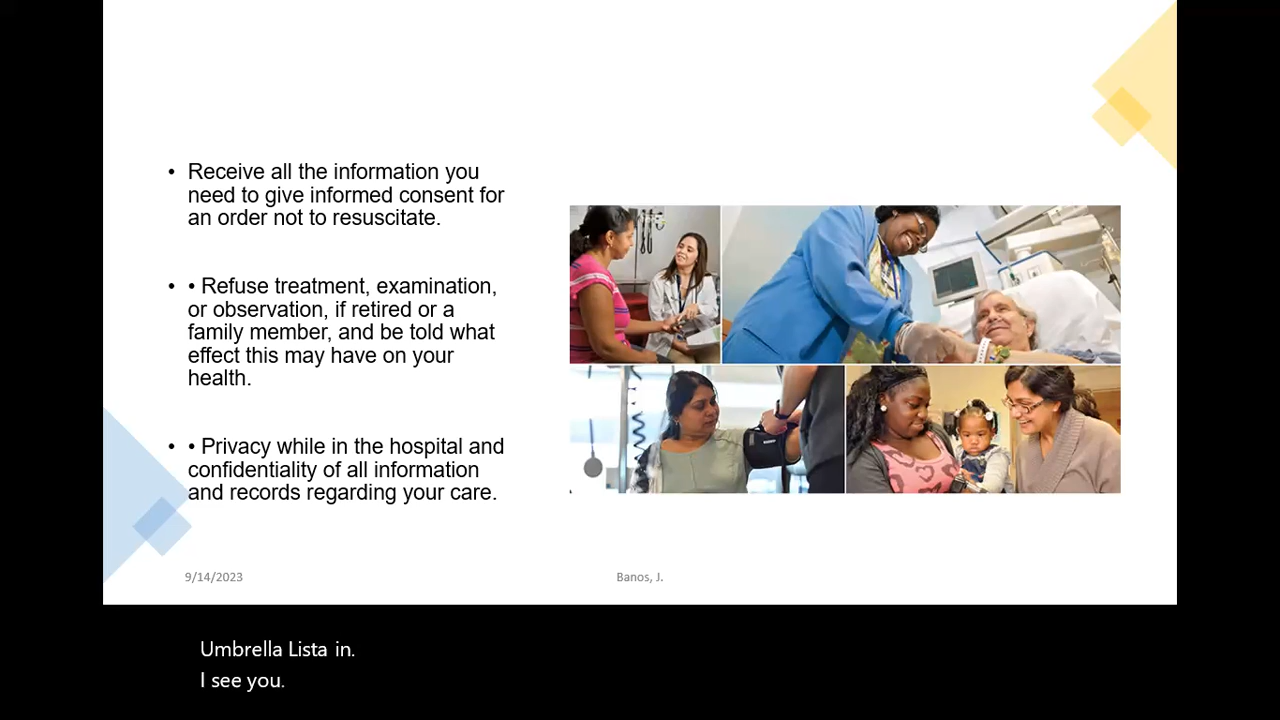 • Receive all the information you
need to give informed consent for
an order not to resuscitate.
• • Refuse treatment, examination,
or observation, if retired or a
family member, and be told what
effect this may have on your
health.
• • Privacy while in the hospital and
confidentiality of all information
and records regarding your care.
9/14/2023
Banos, J.
Umbrella Lista in.
I see you.